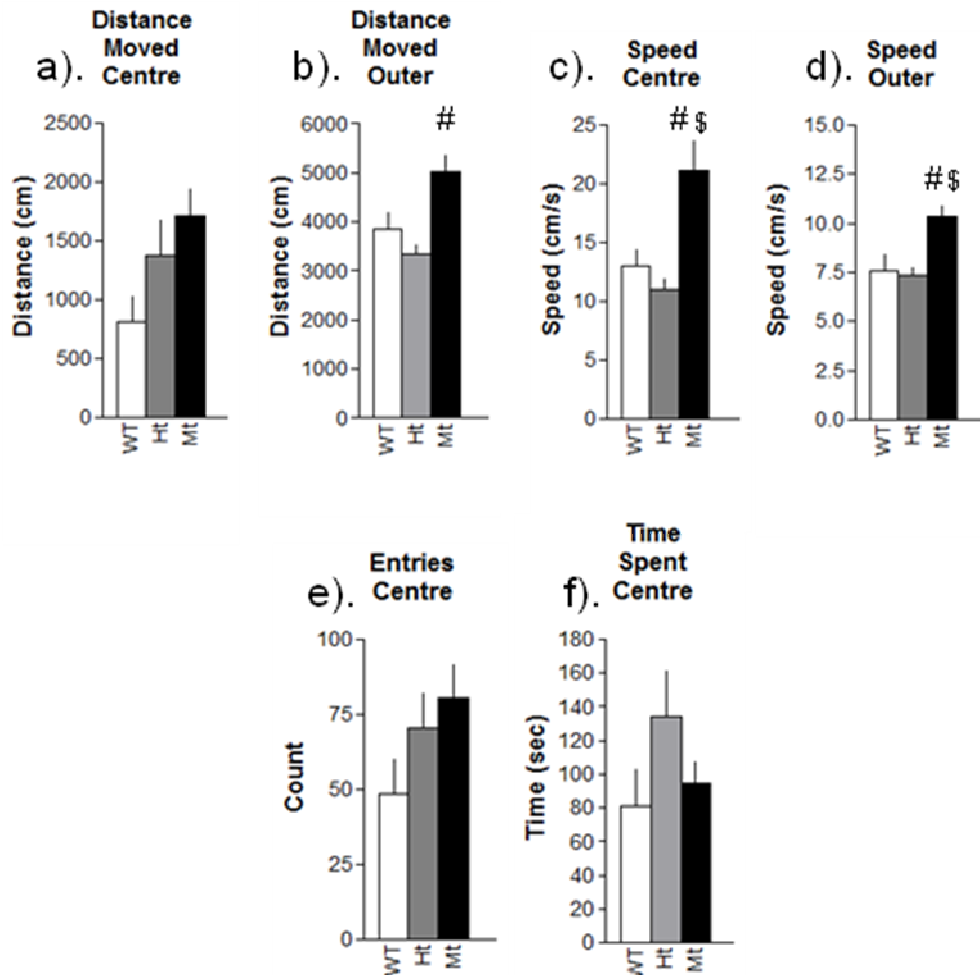 a).
Distance
Moved
Centre
Distance (cm)
2500
2000
1500
1000
500
0
WT Ht Mt
b).
Distance
Moved
Outer
#
Distance (cm)
6000
5000
4000
3000
2000
1000
0
WT Ht Mt
c).
Speed
Centre
# $
Speed (cm/s)
25
20
15
10
5
0
WT Ht Mt
d).
Speed
Outer
# $
Speed (cm/s)
15.0
12.5
10.0
7.5
5.0
2.5
0.0
WT Ht Mt
e).
Entries
Centre
Count
100
75
50
25
0
WT Ht Mt
f).
Time
Spent
Centre
Time (sec)
180
160
140
120
100
80
60
40
20
0
WT Ht Mt